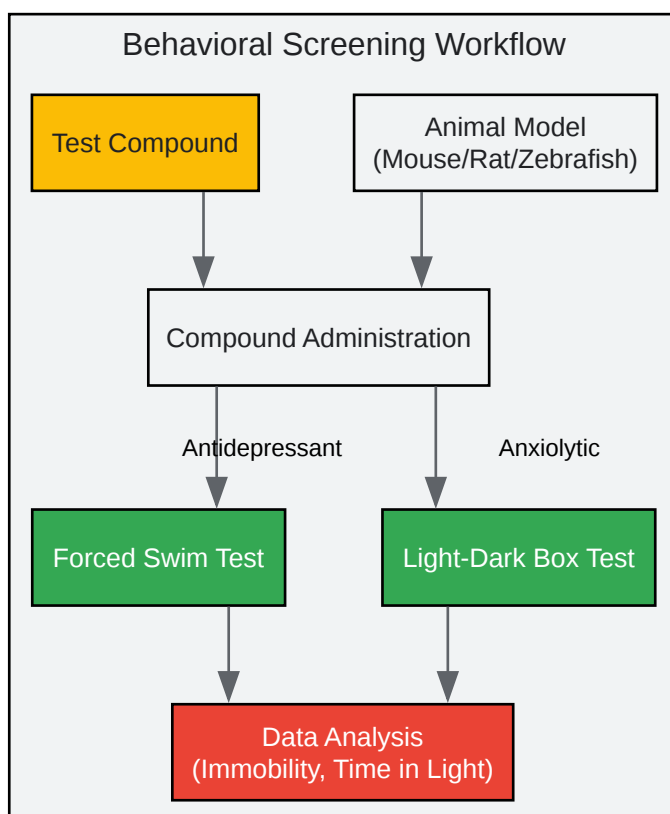 Behavioral Screening Workflow
Test Compound
Animal Model
(Mouse/Rat/Zebrafish)
Compound Administration
Antidepressant
Anxiolytic
Forced Swim Test
Light-Dark Box Test
Data Analysis
(Immobility, Time in Light)